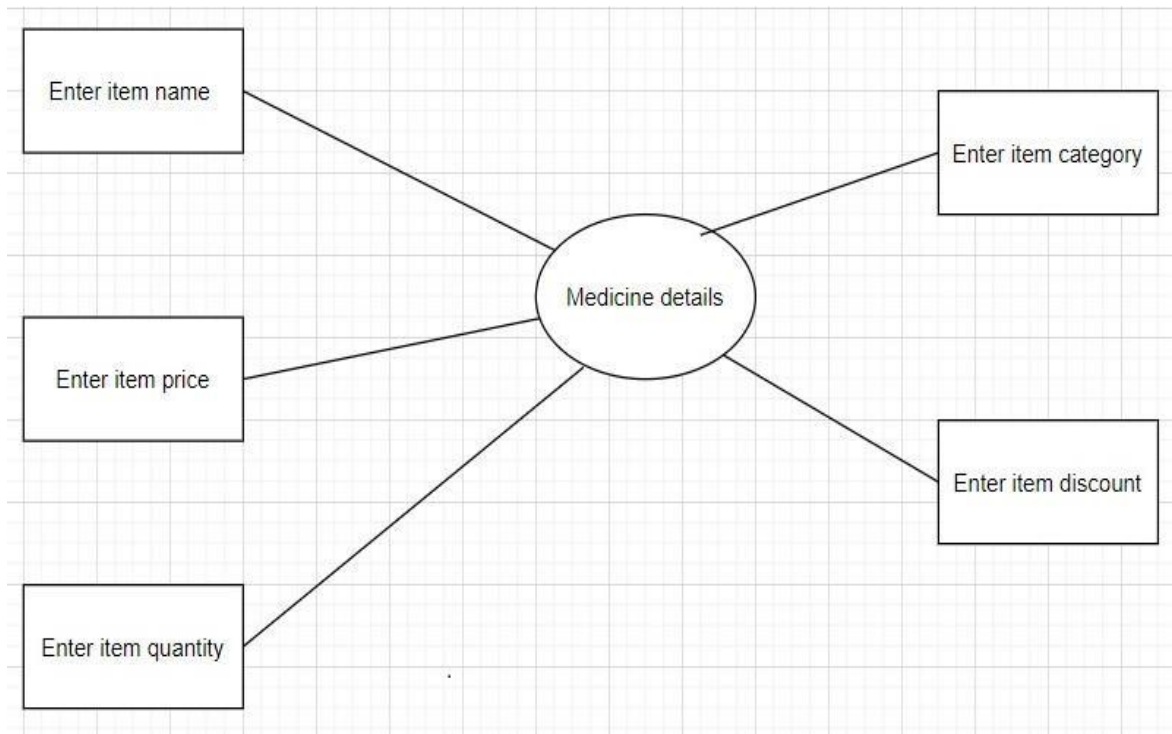 Enter item name
Enter item category
Medicine details
Enter item price
Enter item discount
Enter item quantity